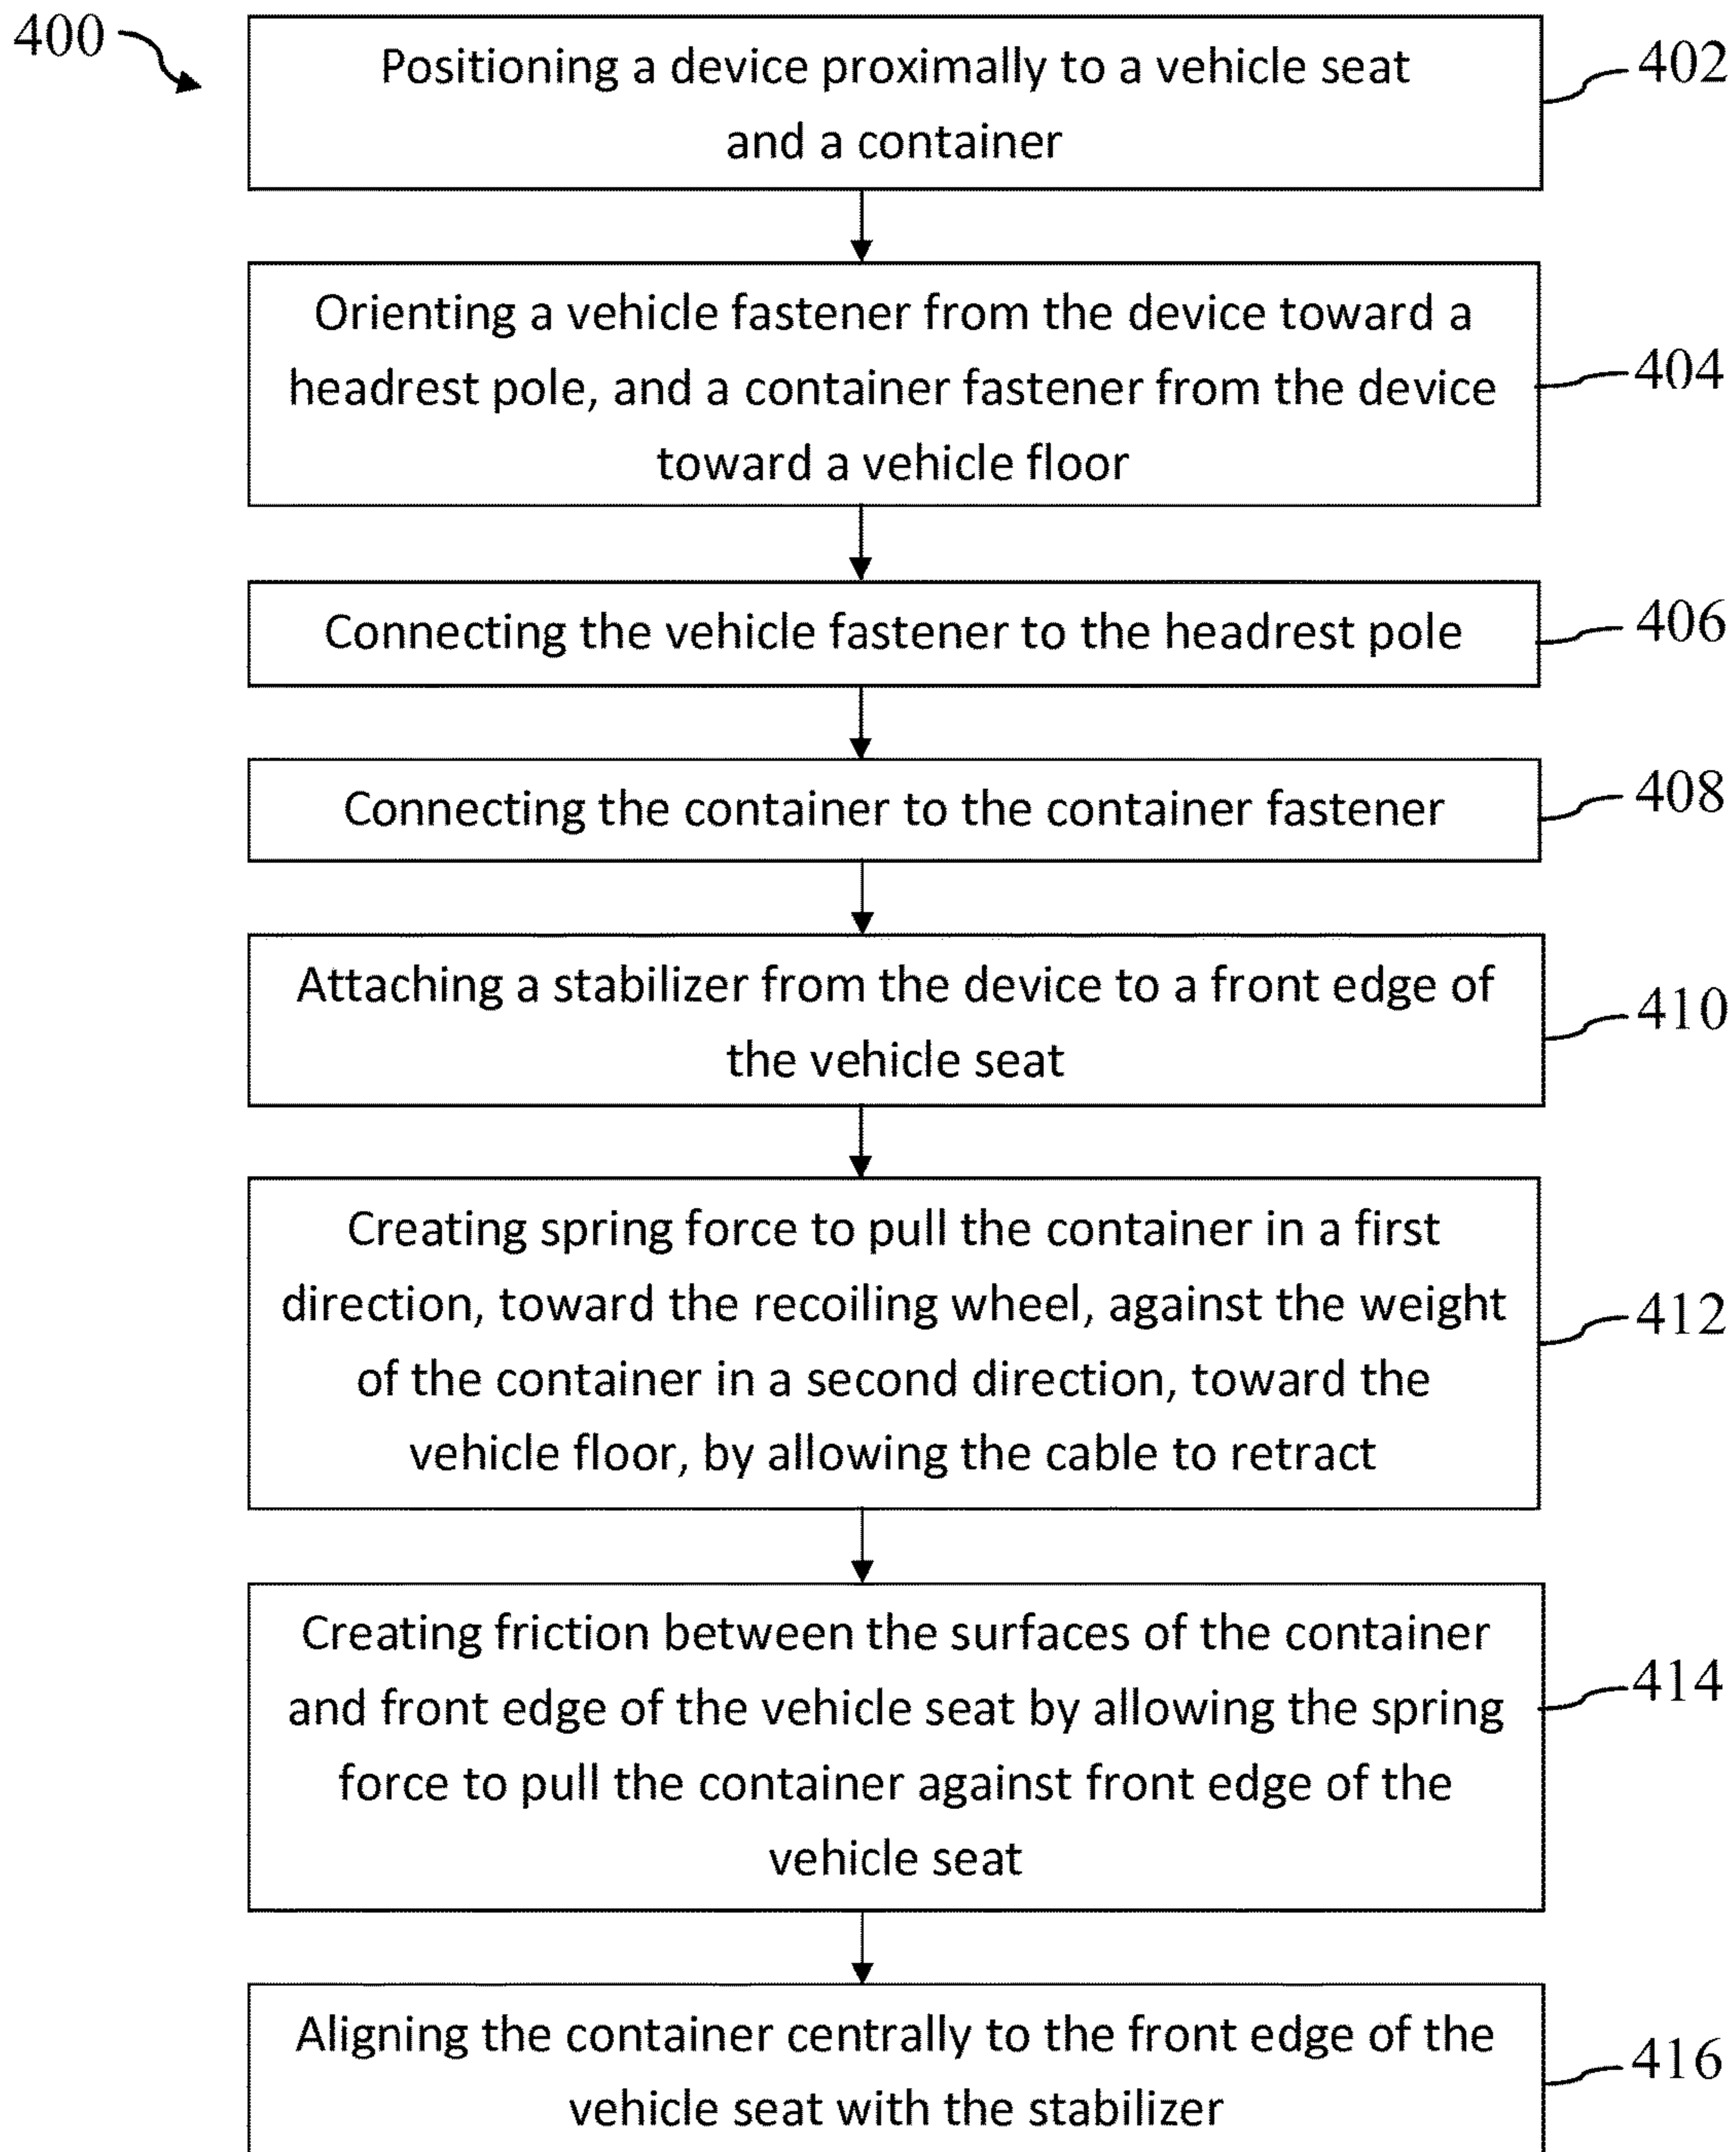 400
Positioning a device proximally to a vehicle seat
and a container
402
Orienting a vehicle fastener from the device toward a
headrest pole, and a container fastener from the device
toward a vehicle floor
404
Connecting the vehicle fastener to the headrest pole
406
Connecting the container to the container fastener
408
Attaching a stabilizer from the device to a front edge of
the vehicle seat
410
Creating spring force to pull the container in a first
direction, toward the recoiling wheel, against the weight
of the container in a second direction, toward the
vehicle floor, by allowing the cable to retract
412
Creating friction between the surfaces of the container
and front edge of the vehicle seat by allowing the spring
force to pull the container against front edge of the
vehicle seat
414
Aligning the container centrally to the front edge of the
vehicle seat with the stabilizer
416